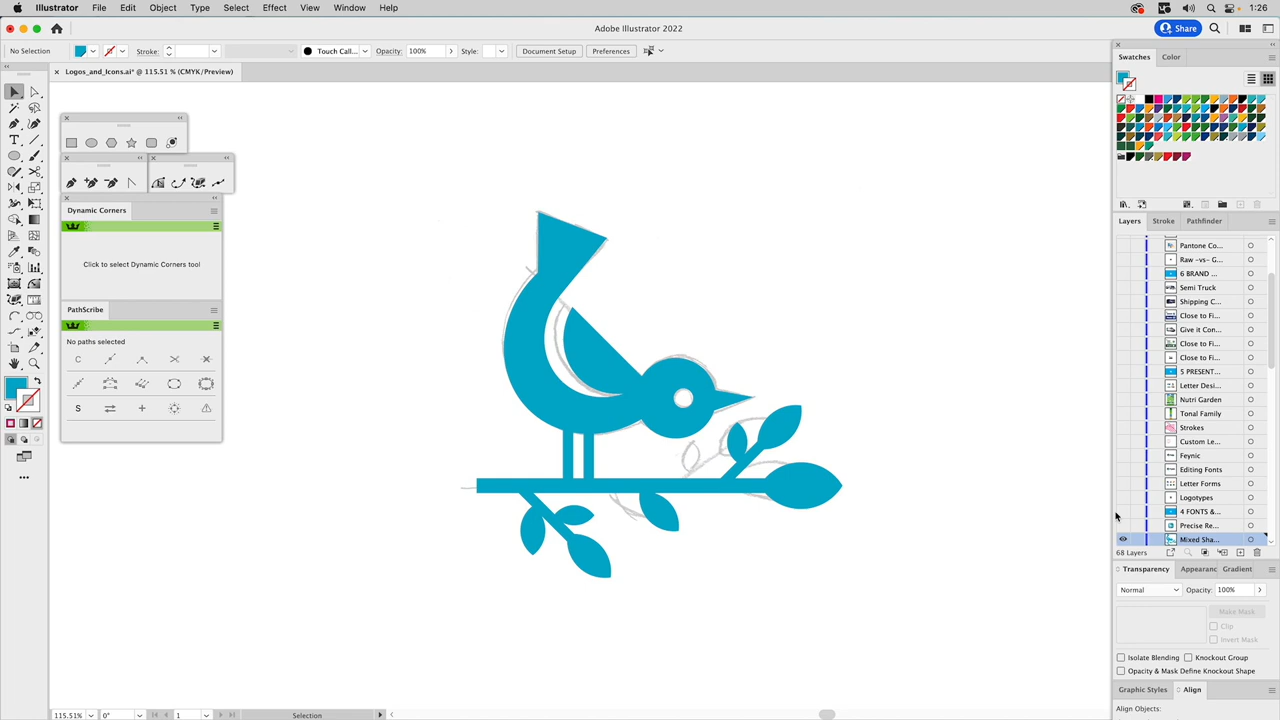 Illustrator File Edit Object Type Select Effect View Window Help 1:26
Adobe Illustrator 2022
Share
No Selection Stroke: Touch Call... Opacity: 100% Style: Document Setup Preferences
Logos_and_Icons.ai* @ 115.51 % (CMYK/Preview)
Swatches Color
Dynamic Corners
Click to select Dynamic Corners tool
PathScribe
No paths selected
C
S
Layers Stroke Pathfinder
Pantone Co...
Raw -vs- G...
6 BRAND ...
Semi Truck
Shipping C...
Close to Fi...
Give it Con...
Close to Fi...
Close to Fi...
5 PRESENT...
Letter Desi...
Nutri Garden
Tonal Family
Strokes
Custom Le...
Feynic
Editing Fonts
Letter Forms
Logotypes
4 FONTS &...
Precise Re...
Mixed Sha...
68 Layers
Transparency Appearanc Gradient
Normal Opacity: 100%
Make Mask
Clip
Invert Mask
Isolate Blending Knockout Group
Opacity & Mask Define Knockout Shape
Graphic Styles Align
Align Objects:
115.51% 0° 1 Selection